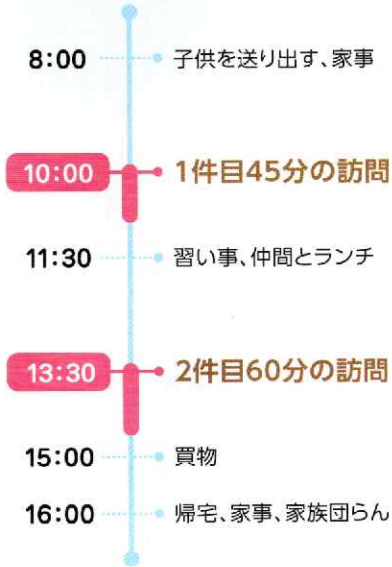 8:00 子供を送り出す、家事
10:00 1件目45分の訪問
11:30 習い事、仲間とランチ
13:30 2件目60分の訪問
15:00 買物
16:00 帰宅、家事、家族団らん